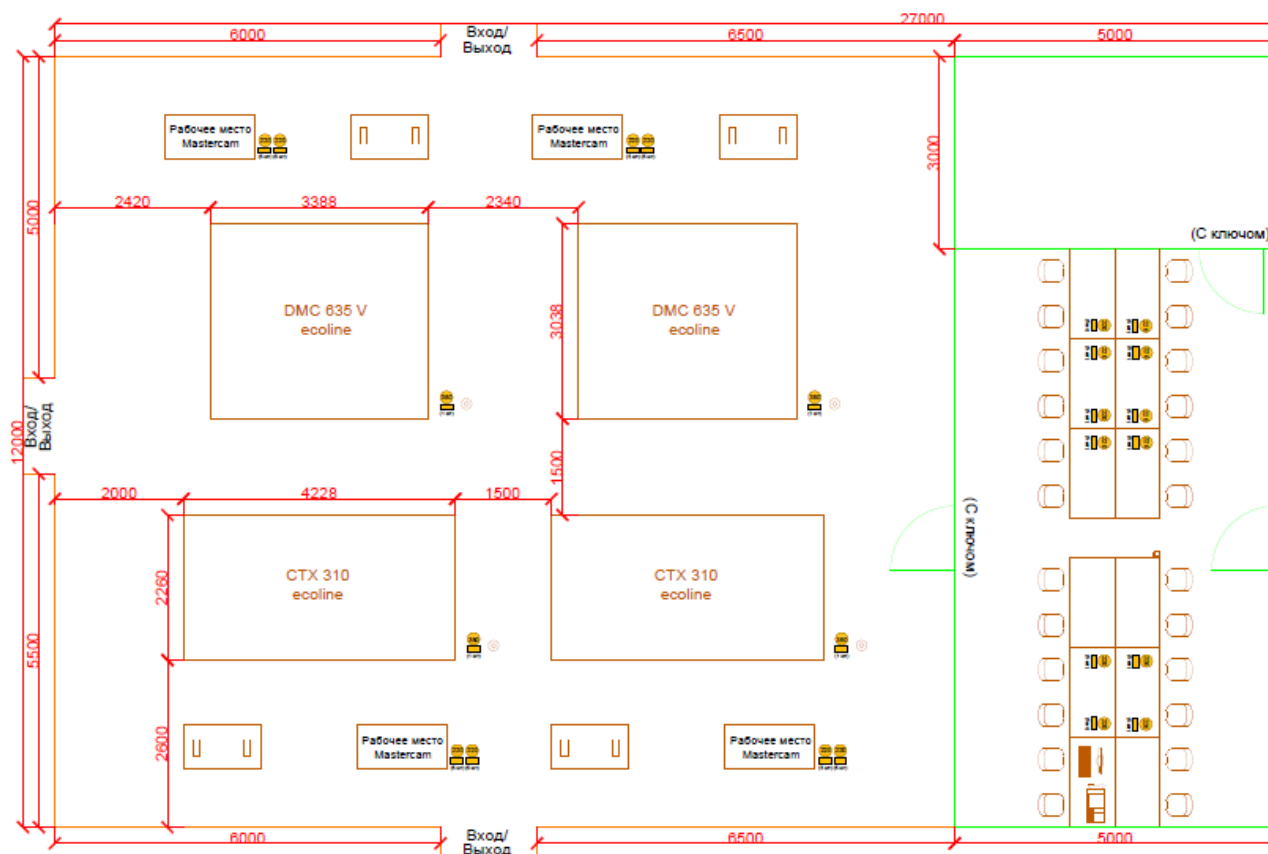 27000
6000
Вход/
Выход
6500
5000
Рабочее место
Mastercam
Рабочее место
Mastercam
3000
5000
2420
3388
2340
(С ключом)
DMC 635 V
ecoline
3038
DMC 635 V
ecoline
12000
Вход/
Выход
1500
2000
4228
1500
(С ключом)
2260
CTX 310
ecoline
CTX 310
ecoline
5500
2600
Рабочее место
Mastercam
Рабочее место
Mastercam
6000
Вход/
Выход
6500
5000